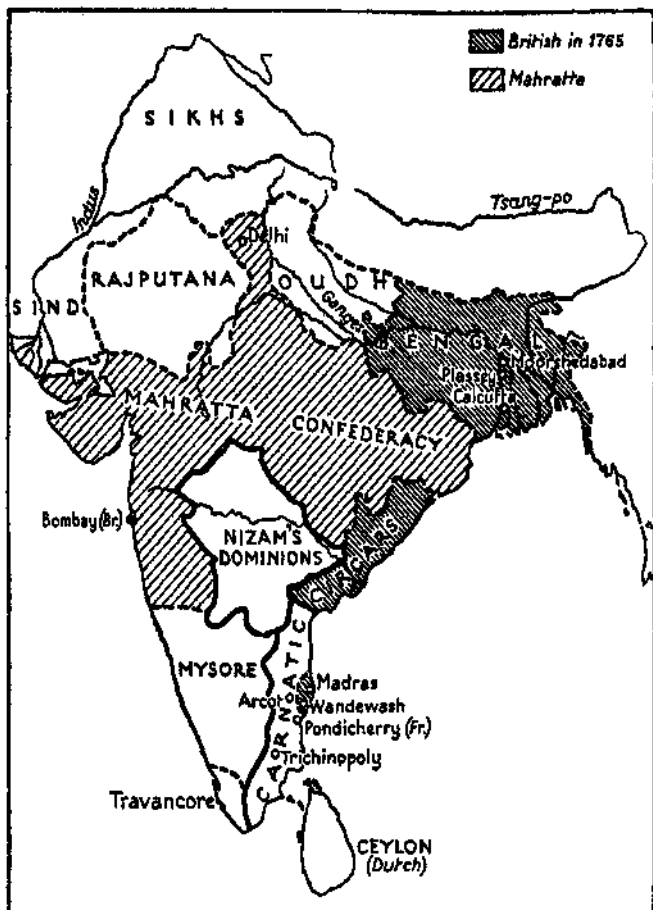 British in 1765
Mahratta
SIKHS
Indus
Tsang-po
Delhi
RAJPUTANA
OUDH
SIND
Ganges
BENGAL
Moorshedabad
Plassey
Calcutta
MAHRATTA
CONFEDERACY
Bombay (Br.)
NIZAM'S
DOMINIONS
CIRCARS
MYSORE
CARNATIC
Madras
Arcot
Wandewash
Pondicherry (Fr.)
Trichinopoly
Travancore
CEYLON
(Dutch)